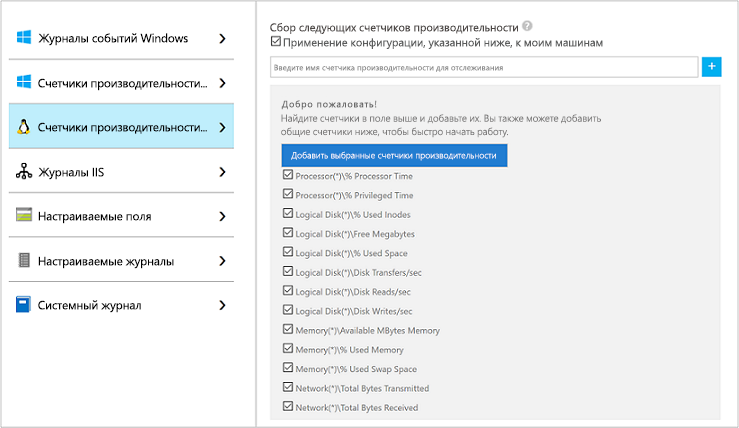 Журналы событий Windows
Счетчики производительности...
Счетчики производительности...
Журналы IIS
Настраиваемые поля
Настраиваемые журналы
Системный журнал
Сбор следующих счетчиков производительности ?
Применение конфигурации, указанной ниже, к моим машинам
Введите имя счетчика производительности для отслеживания
+
Добро пожаловать!
Найдите счетчики в поле выше и добавьте их. Вы также можете добавить
общие счетчики ниже, чтобы быстро начать работу.
Добавить выбранные счетчики производительности
Processor(*)\% Processor Time
Processor(*)\% Privileged Time
Logical Disk(*)\% Used Inodes
Logical Disk(*)\Free Megabytes
Logical Disk(*)\% Used Space
Logical Disk(*)\Disk Transfers/sec
Logical Disk(*)\Disk Reads/sec
Logical Disk(*)\Disk Writes/sec
Memory(*)\Available MBytes Memory
Memory(*)\% Used Memory
Memory(*)\% Used Swap Space
Network(*)\Total Bytes Transmitted
Network(*)\Total Bytes Received